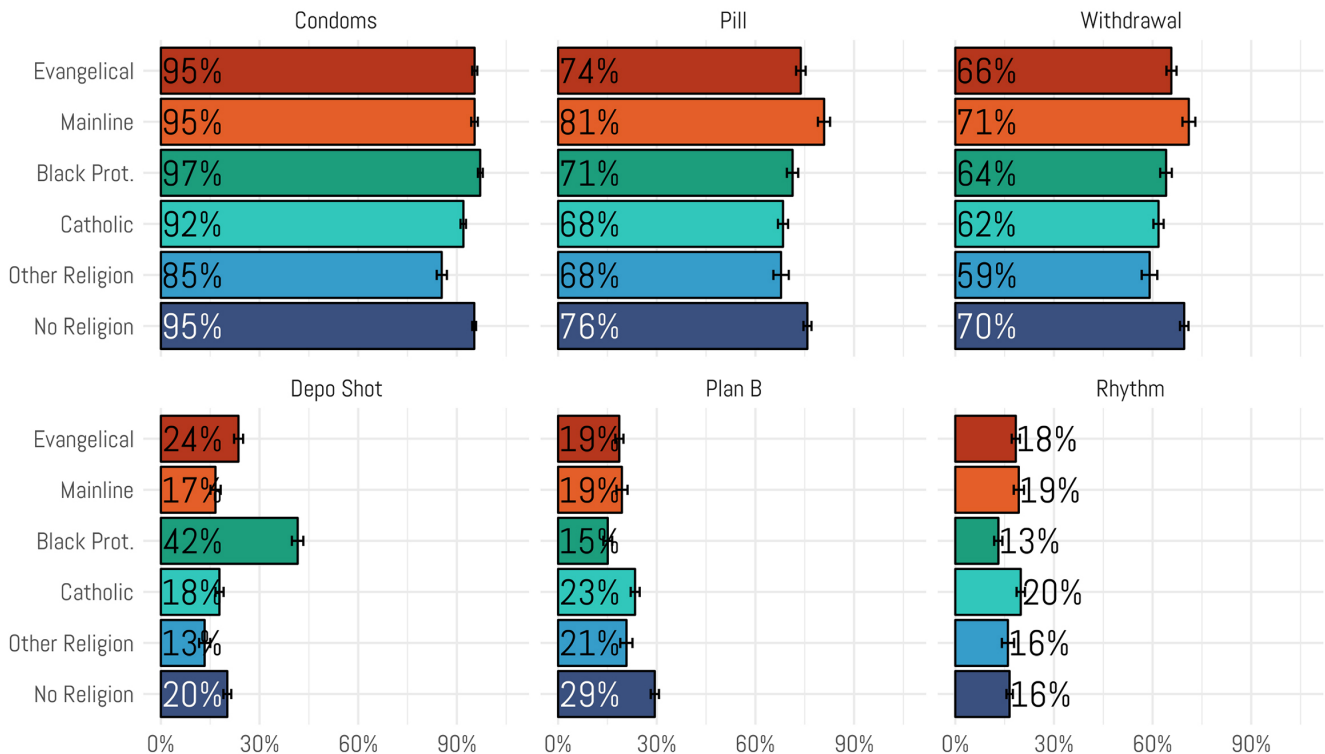 Condoms Pill Withdrawal
Evangelical 95% 74% 66%
Mainline 95% 81% 71%
Black Prot. 97% 71% 64%
Catholic 92% 68% 62%
Other Religion 85% 68% 59%
No Religion 95% 76% 70%
Depo Shot Plan B Rhythm
Evangelical 24% 19% 18%
Mainline 17% 19% 19%
Black Prot. 42% 15% 13%
Catholic 18% 23% 20%
Other Religion 13% 21% 16%
No Religion 20% 29% 16%
0% 30% 60% 90% 0% 30% 60% 90% 0% 30% 60% 90%